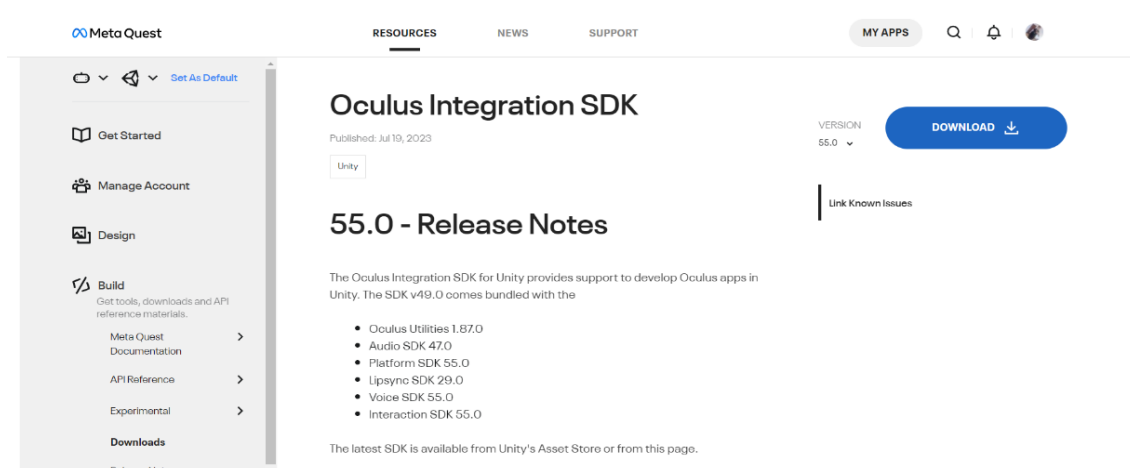 Meta Quest
RESOURCES
NEWS
SUPPORT
MY APPS
Set As Default
Get Started
Manage Account
Design
Build
Get tools, downloads and API
reference materials.
Meta Quest
Documentation
API Reference
Experimental
Downloads
Oculus Integration SDK
Published: Jul 19, 2023
Unity
VERSION
55.0
DOWNLOAD
Link Known Issues
55.0 - Release Notes
The Oculus Integration SDK for Unity provides support to develop Oculus apps in
Unity. The SDK v49.0 comes bundled with the
• Oculus Utilities 1.87.0
• Audio SDK 47.0
• Platform SDK 55.0
• Lipsync SDK 29.0
• Voice SDK 55.0
• Interaction SDK 55.0
The latest SDK is available from Unity's Asset Store or from this page.